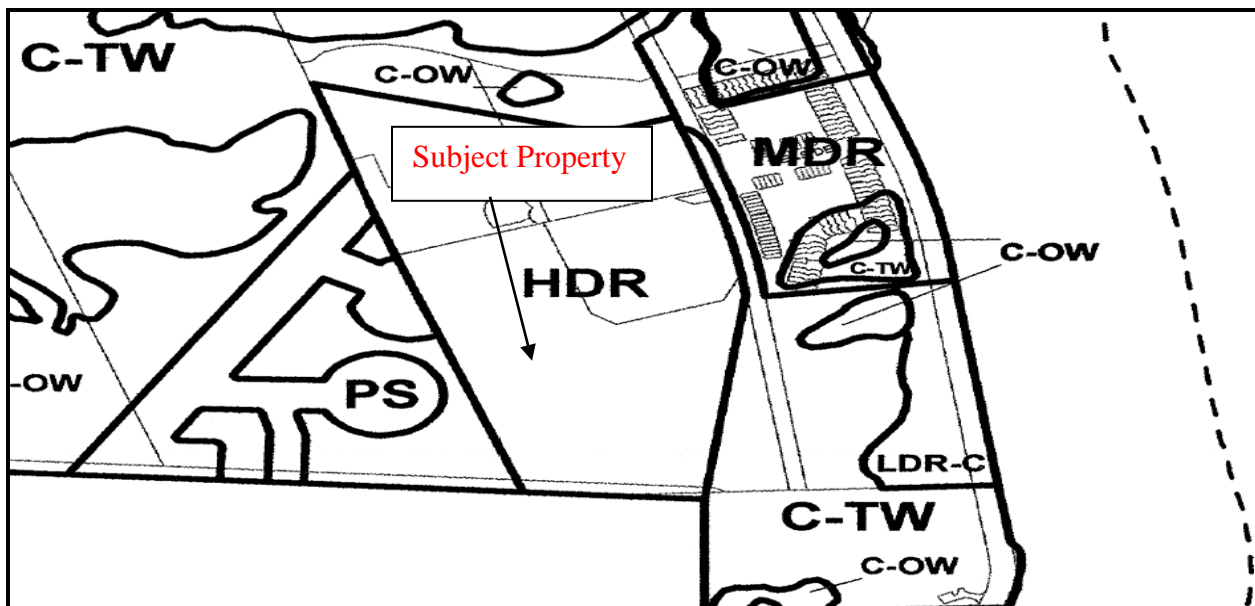 C-TW
C-OW
C-OW
Subject Property
MDR
C-OW
C-TW
HDR
-OW
PS
LDR-C
C-TW
C-OW